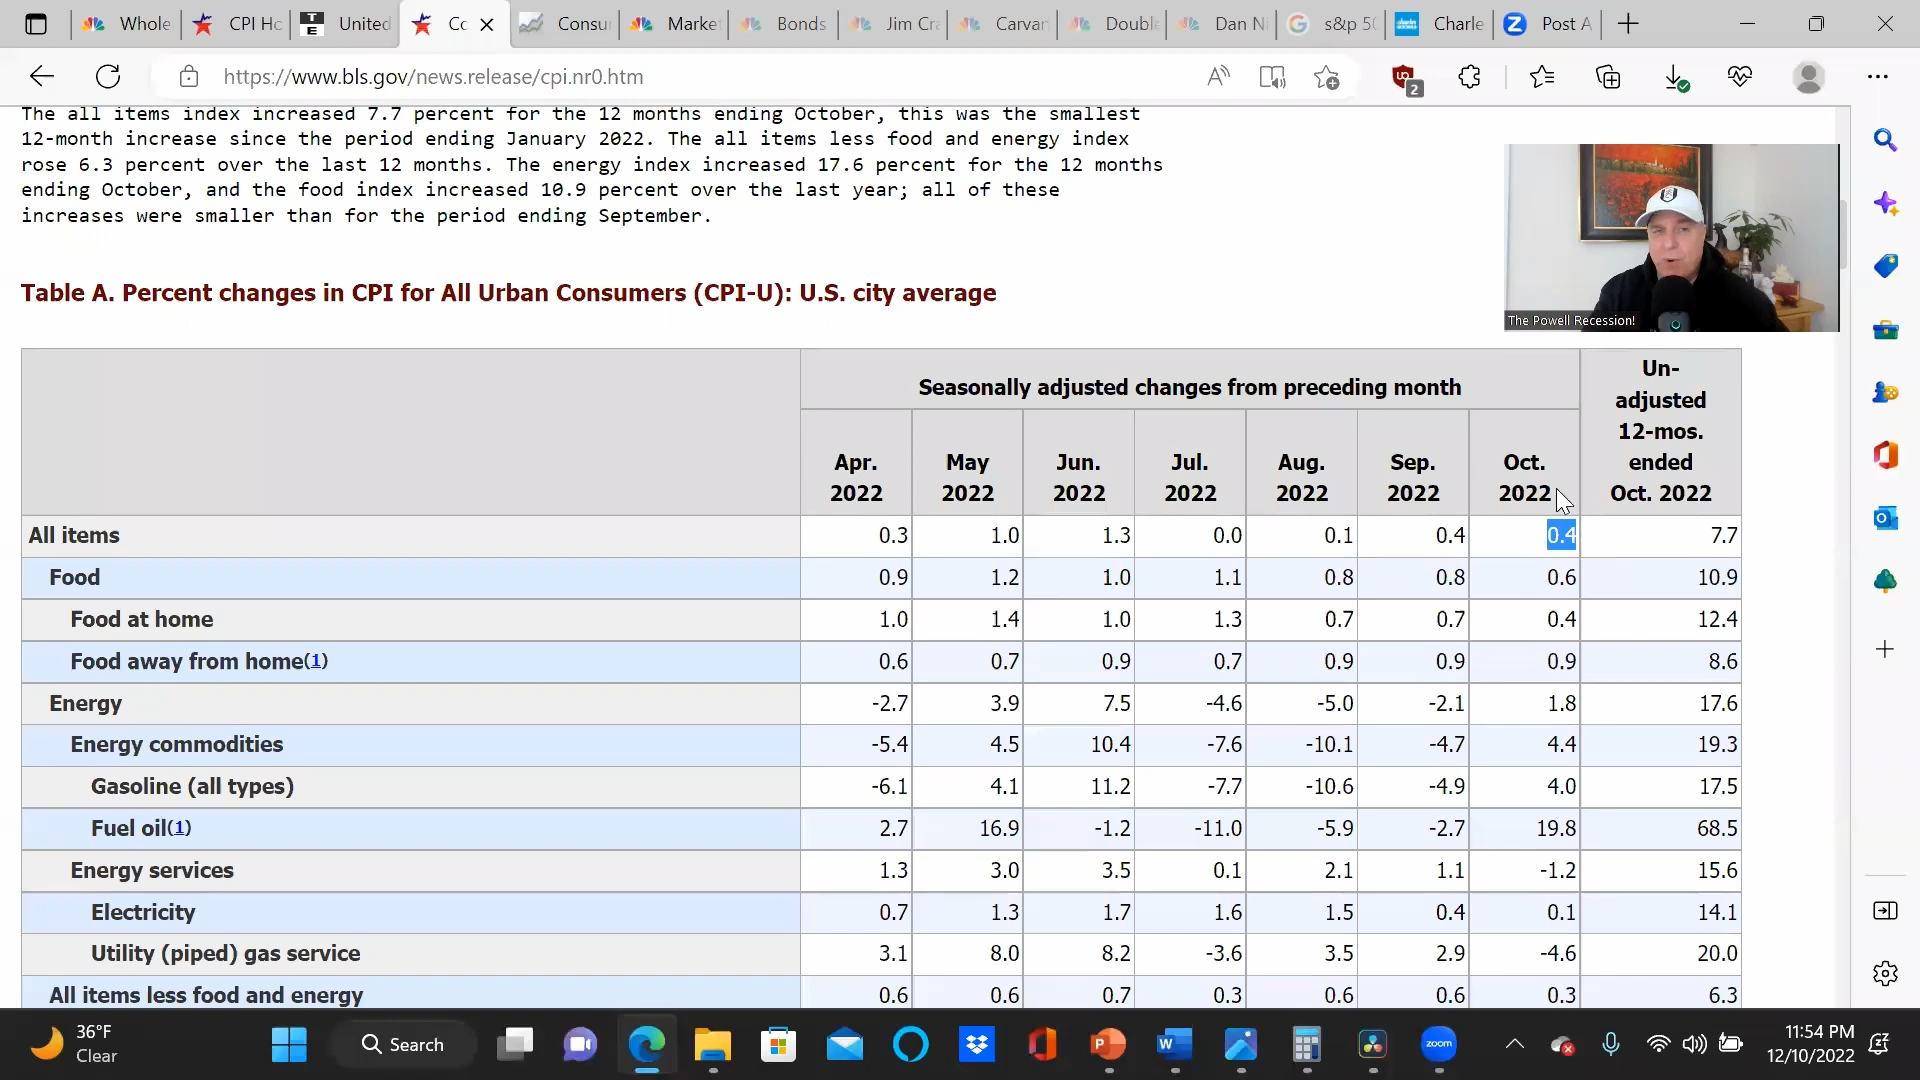 Whole
CPI Ho
T
E
United
Co
Consu
Market
Bonds
Jim Cra
Carvan
Double
Dan Ni
s&p 50
Charle
Post A
https://www.bls.gov/news.release/cpi.nr0.htm
2
The all items index increased 7.7 percent for the 12 months ending October, this was the smallest
12-month increase since the period ending January 2022. The all items less food and energy index
rose 6.3 percent over the last 12 months. The energy index increased 17.6 percent for the 12 months
ending October, and the food index increased 10.9 percent over the last year; all of these
increases were smaller than for the period ending September.
The Powell Recession!
Table A. Percent changes in CPI for All Urban Consumers (CPI-U): U.S. city average
Seasonally adjusted changes from preceding month
Un-
adjusted
12-mos.
ended
Oct. 2022
Apr.
2022
May
2022
Jun.
2022
Jul.
2022
Aug.
2022
Sep.
2022
Oct.
2022
All items 0.3 1.0 1.3 0.0 0.1 0.4 0.4 7.7
Food 0.9 1.2 1.0 1.1 0.8 0.8 0.6 10.9
Food at home 1.0 1.4 1.0 1.3 0.7 0.7 0.4 12.4
Food away from home(1) 0.6 0.7 0.9 0.7 0.9 0.9 0.9 8.6
Energy -2.7 3.9 7.5 -4.6 -5.0 -2.1 1.8 17.6
Energy commodities -5.4 4.5 10.4 -7.6 -10.1 -4.7 4.4 19.3
Gasoline (all types) -6.1 4.1 11.2 -7.7 -10.6 -4.9 4.0 17.5
Fuel oil(1) 2.7 16.9 -1.2 -11.0 -5.9 -2.7 19.8 68.5
Energy services 1.3 3.0 3.5 0.1 2.1 1.1 -1.2 15.6
Electricity 0.7 1.3 1.7 1.6 1.5 0.4 0.1 14.1
Utility (piped) gas service 3.1 8.0 8.2 -3.6 3.5 2.9 -4.6 20.0
All items less food and energy 0.6 0.6 0.7 0.3 0.6 0.6 0.3 6.3
36°F
Clear
Search
zoom
11:54 PM
12/10/2022